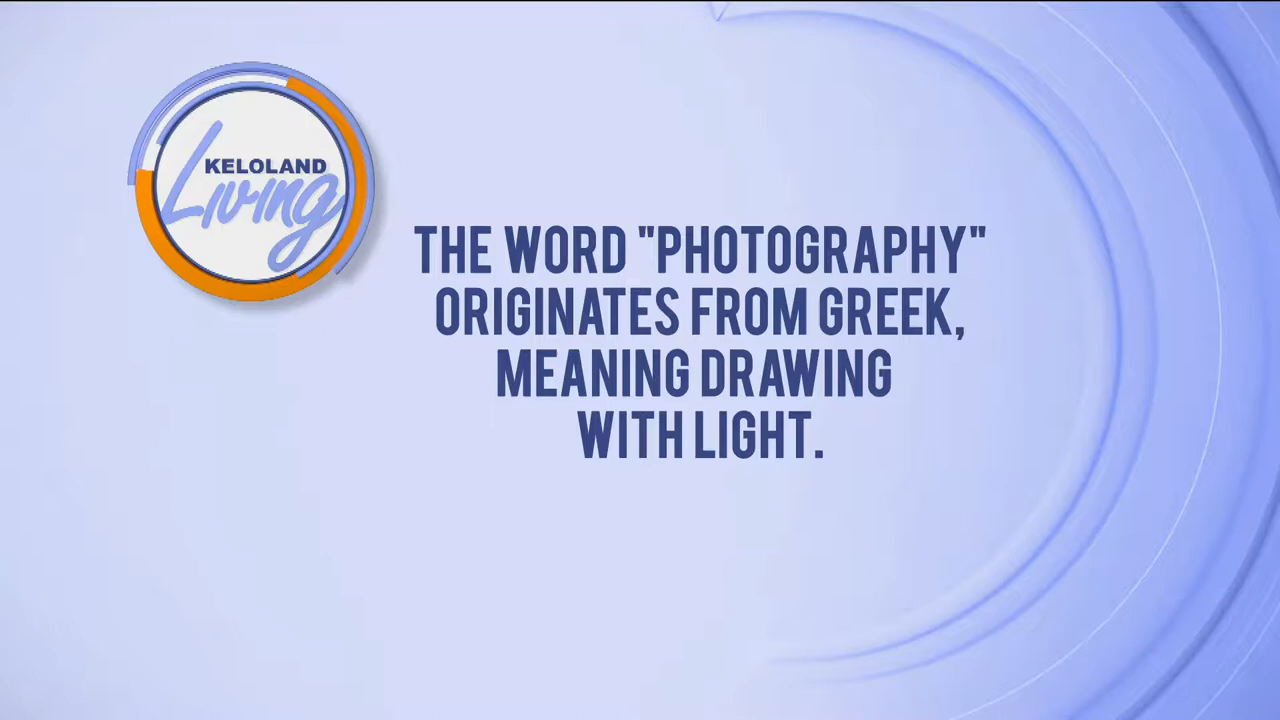 KELOLAND
Living
THE WORD "PHOTOGRAPHY"
ORIGINATES FROM GREEK,
MEANING DRAWING
WITH LIGHT.